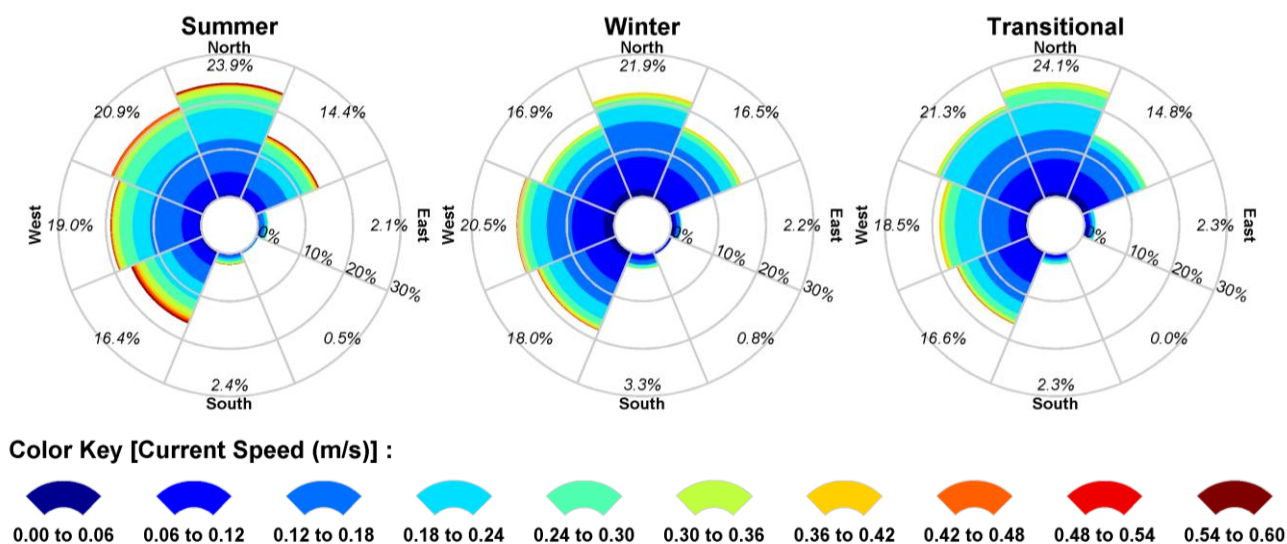 Summer
North
23.9%
20.9%
14.4%
West
19.0%
2.1%
East
0%
10%
20%
30%
16.4%
0.5%
2.4%
South
Winter
North
21.9%
16.9%
16.5%
West
20.5%
2.2%
East
0%
10%
20%
30%
18.0%
0.8%
3.3%
South
Transitional
North
24.1%
21.3%
14.8%
West
18.5%
2.3%
East
0%
10%
20%
30%
16.6%
0.0%
2.3%
South
Color Key [Current Speed (m/s)] :
0.00 to 0.06 0.06 to 0.12 0.12 to 0.18 0.18 to 0.24 0.24 to 0.30 0.30 to 0.36 0.36 to 0.42 0.42 to 0.48 0.48 to 0.54 0.54 to 0.60